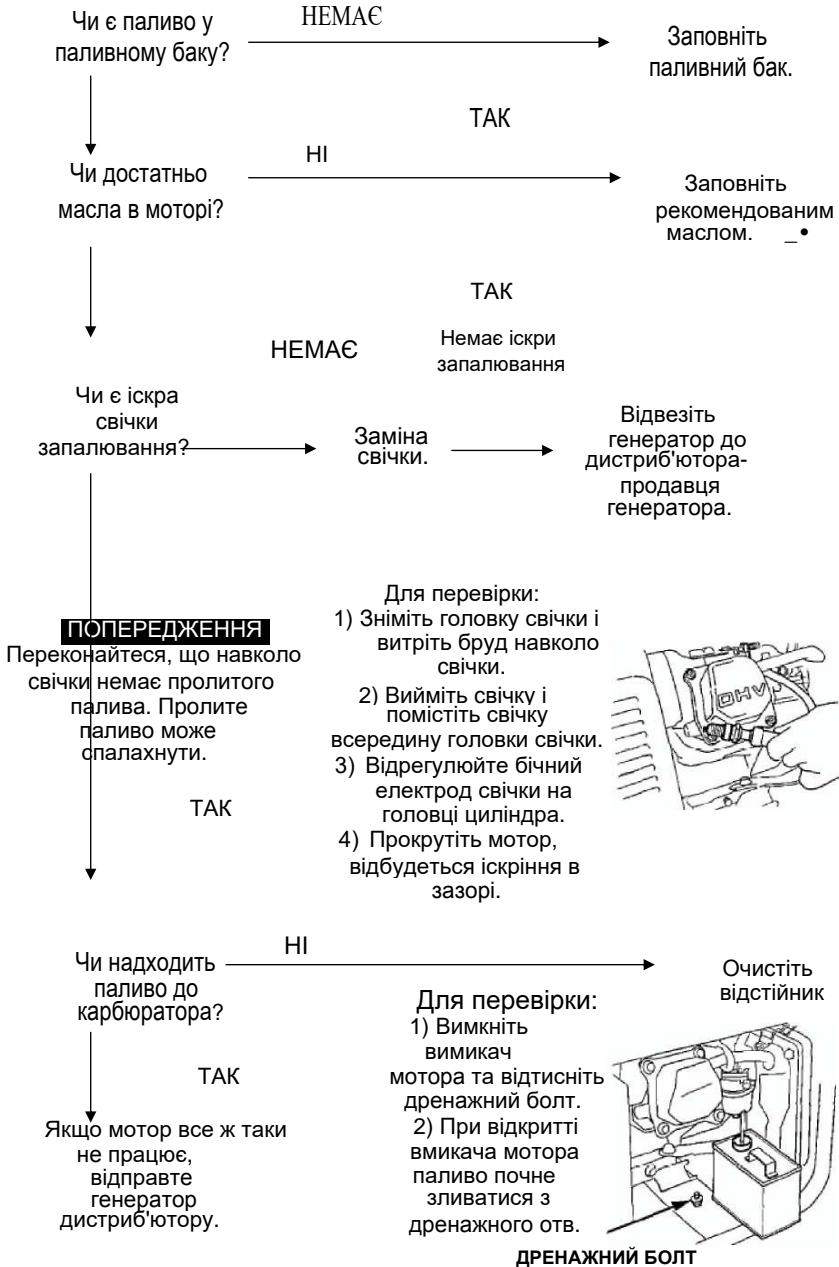 Чи є паливо у
паливному баку?
НЕМАЄ
Заповніть
паливний бак.
ТАК
Чи достатньо
масла в моторі?
НІ
Заповніть
рекомендованим
маслом. _•
ТАК
НЕМАЄ
Немає іскри
запалювання
Чи є іскра
свічки
запалювання?
Заміна
свічки.
Відвезіть
генератор до
дистриб'ютора-
продавця
генератора.
ПОПЕРЕДЖЕННЯ
Переконайтеся, що навколо
свічки немає пролитого
палива. Пролите
паливо може
спалахнути.
ТАК
Для перевірки:
1) Зніміть головку свічки і
витріть бруд навколо
свічки.
2) Вийміть свічку і
помістіть свічку
всередину головки свічки.
3) Відрегулюйте бічний
електрод свічки на
головці циліндра.
4) Прокрутіть мотор,
відбудеться іскріння в
зазорі.
OHV
Чи надходить
паливо до
карбюратора?
НІ
Очистіть
відстійник
ТАК
Якщо мотор все ж таки
не працює,
відправте
генератор
дистриб'ютору.
Для перевірки:
1) Вимкніть
вимикач
мотора та відтисніть
дренажний болт.
2) При відкритті
вмикача мотора
паливо почне
зливатися з
дренажного отв.
ДРЕНАЖНИЙ БОЛТ